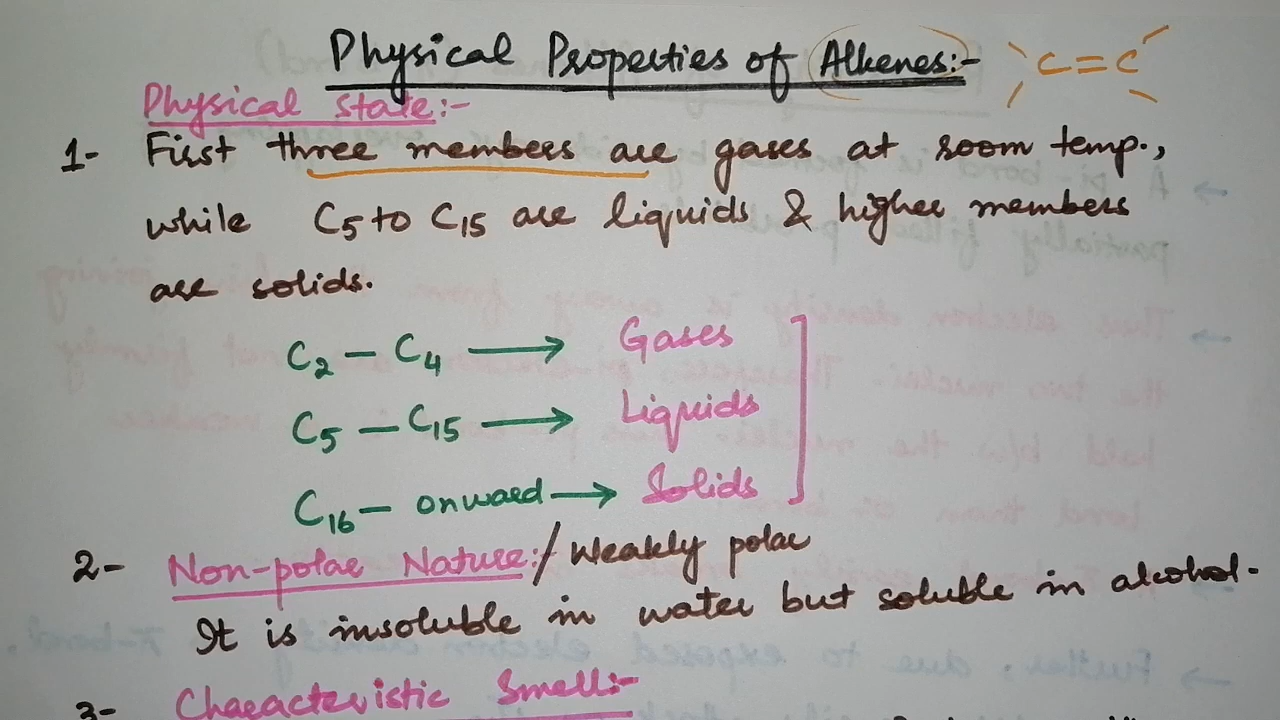 Physical Properties of Alkenes:- C=C
Physical State:-
1- First three members are gases at room temp.,
while C5 to C15 are liquids & higher members
are solids.
C2 – C4 → Gases
C5 – C15 → Liquids
C16 – onward → Solids
2- Non-polar Nature:/ Weakly polar
It is insoluble in water but soluble in alcohol.
3- Characteristic Smell:-